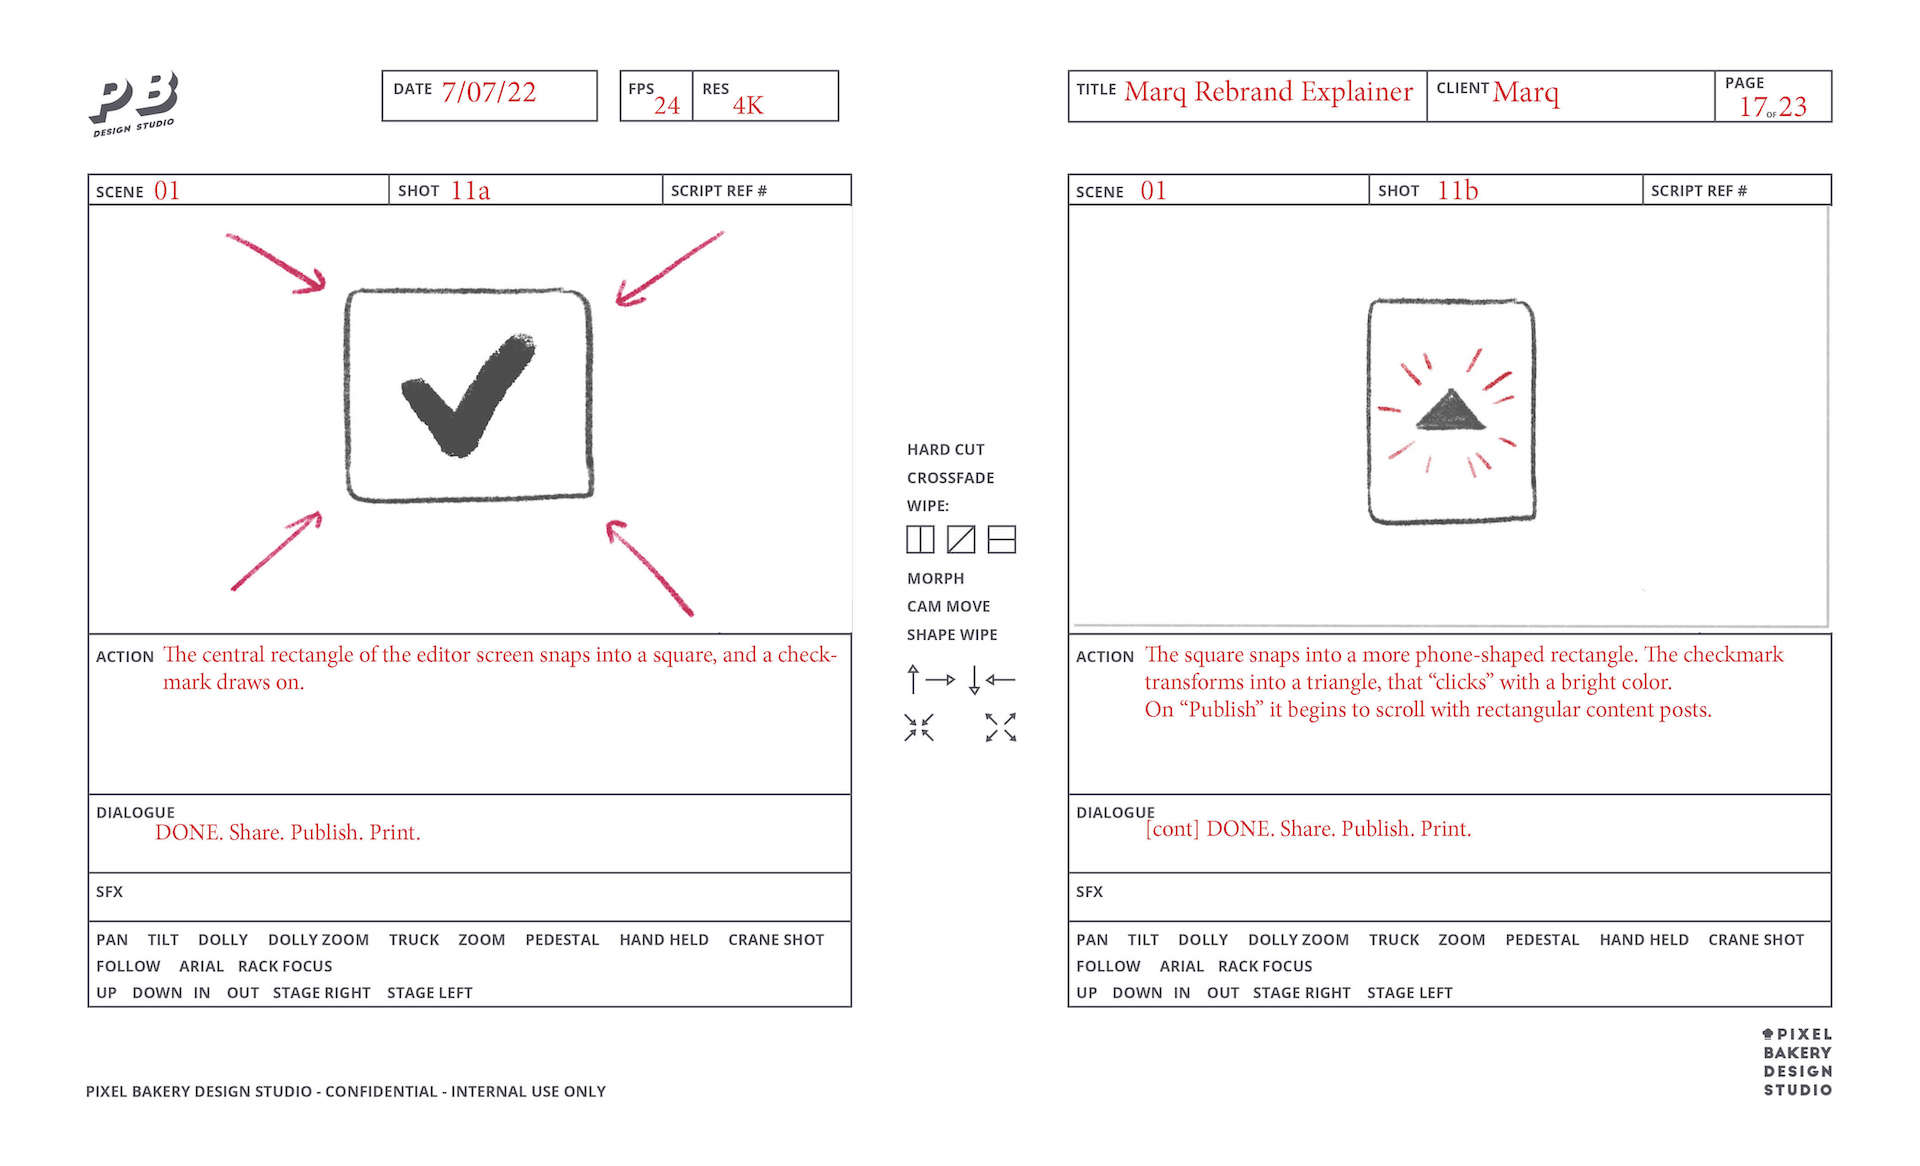 PB
DESIGN STUDIO
DATE 7/07/22
FPS 24
RES 4K
TITLE Marq Rebrand Explainer
CLIENT Marq
PAGE 17 OF 23
SCENE 01
SHOT 11a
SCRIPT REF #
ACTION The central rectangle of the editor screen snaps into a square, and a check-
mark draws on.
DIALOGUE
DONE. Share. Publish. Print.
SFX
PAN TILT DOLLY DOLLY ZOOM TRUCK ZOOM PEDESTAL HAND HELD CRANE SHOT
FOLLOW ARIAL RACK FOCUS
UP DOWN IN OUT STAGE RIGHT STAGE LEFT
HARD CUT
CROSSFADE
WIPE:
MORPH
CAM MOVE
SHAPE WIPE
SCENE 01
SHOT 11b
SCRIPT REF #
ACTION The square snaps into a more phone-shaped rectangle. The checkmark
transforms into a triangle, that “clicks” with a bright color.
On “Publish” it begins to scroll with rectangular content posts.
DIALOGUE
[cont] DONE. Share. Publish. Print.
SFX
PAN TILT DOLLY DOLLY ZOOM TRUCK ZOOM PEDESTAL HAND HELD CRANE SHOT
FOLLOW ARIAL RACK FOCUS
UP DOWN IN OUT STAGE RIGHT STAGE LEFT
PIXEL BAKERY DESIGN STUDIO - CONFIDENTIAL - INTERNAL USE ONLY
PIXEL
BAKERY
DESIGN
STUDIO